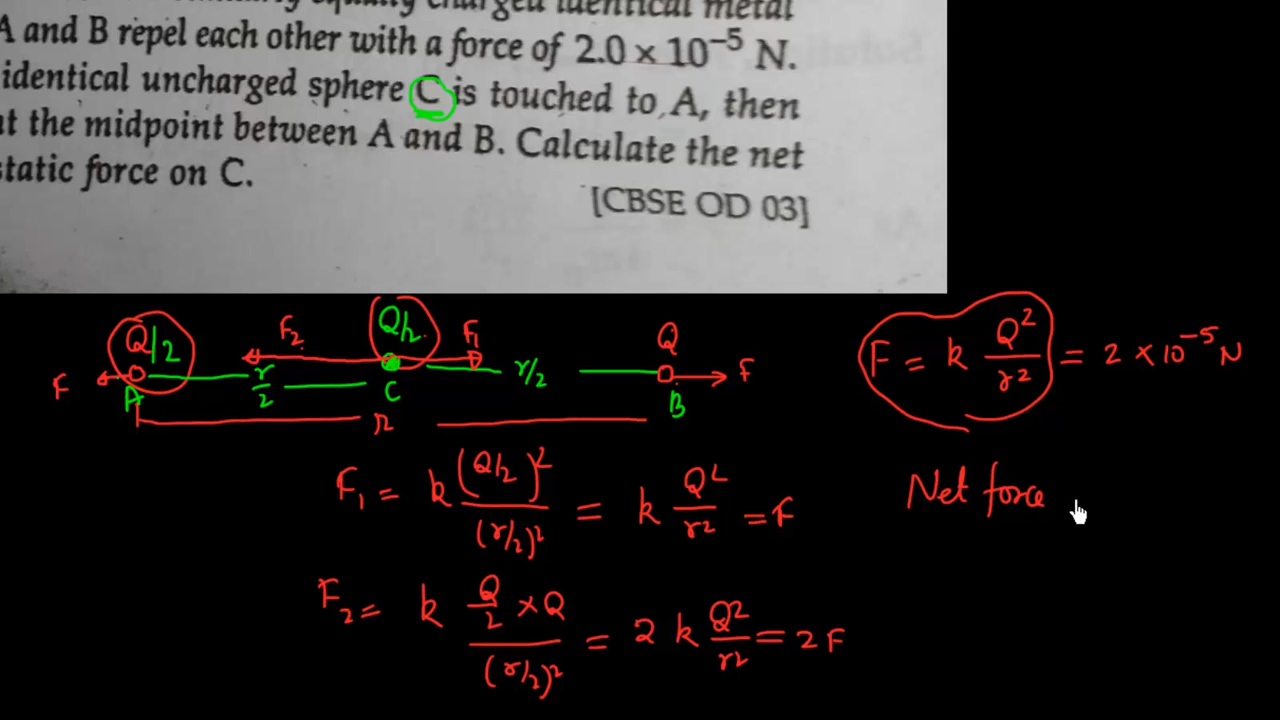 charged identical metal
A and B repel each other with a force of 2.0 × 10⁻⁵ N.
identical uncharged sphere C is touched to A, then
at the midpoint between A and B. Calculate the net
static force on C.
[CBSE OD 03]
Q/2 F₂ Q/2 F₁ Q
F r/2 r/2 F
A C B
r
F = k Q²/r² = 2 × 10⁻⁵ N
F₁ = k (Q/2)²/(r/2)² = k Q²/r² = F
Net force
F₂ = k Q/2 × Q/(r/2)² = 2 k Q²/r² = 2F